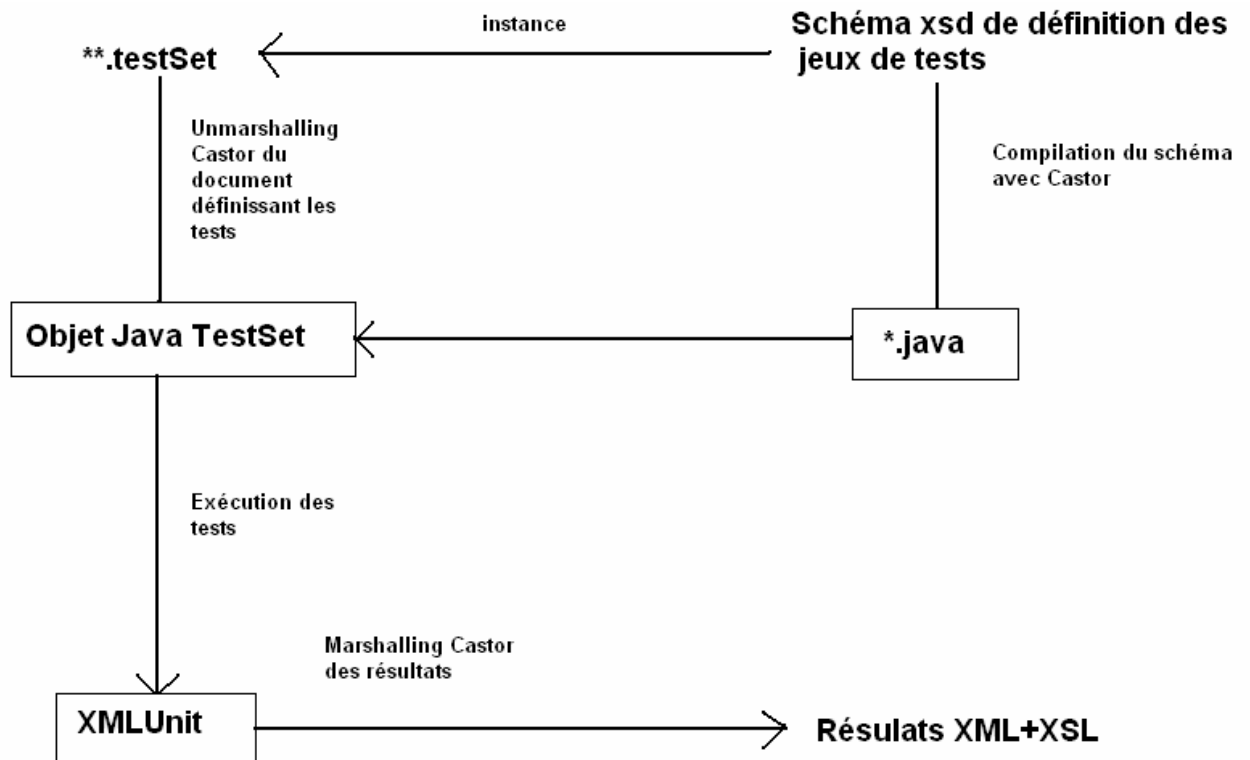 instance
Schéma xsd de définition des
jeux de tests
**.testSet
Unmarshalling
Castor du
document
définissant les
tests
Compilation du schéma
avec Castor
Objet Java TestSet
*.java
Exécution des
tests
Marshalling Castor
des résultats
XMLUnit
Résulats XML+XSL